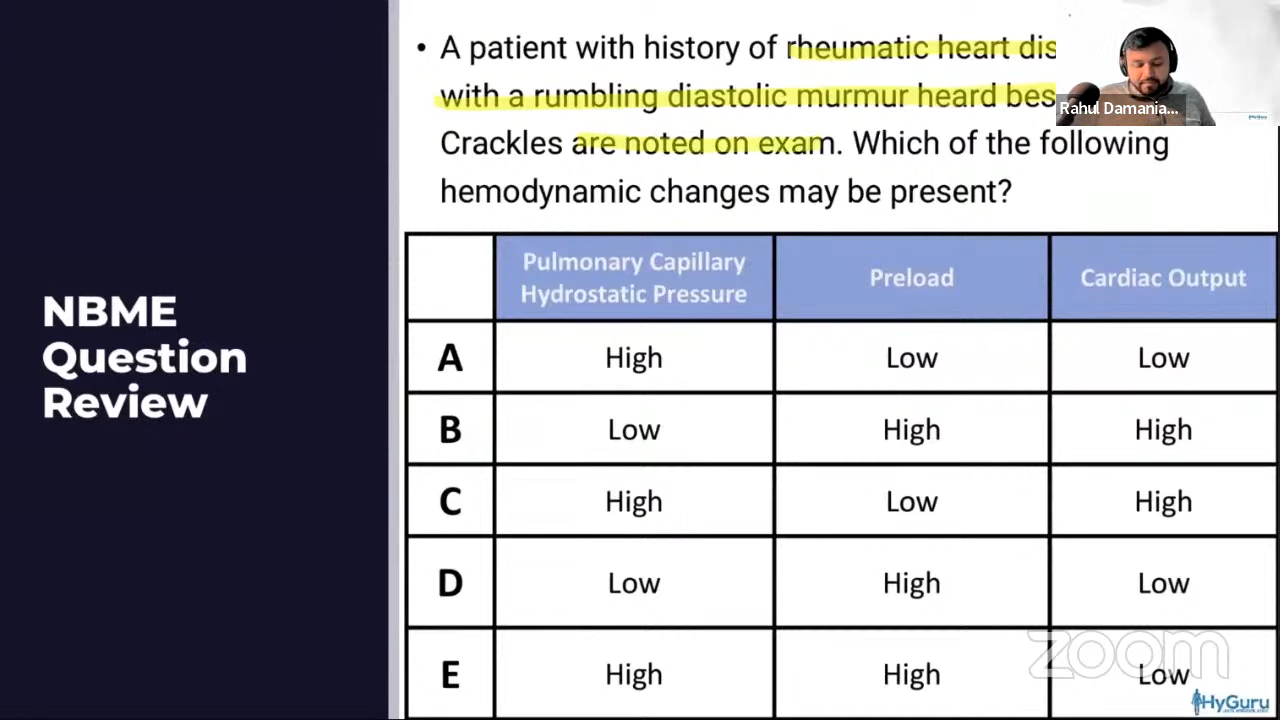 • A patient with history of rheumatic heart dis
with a rumbling diastolic murmur heard bes
Rahul Damania...
Crackles are noted on exam. Which of the following
hemodynamic changes may be present?
NBME
Question
Review
Pulmonary Capillary
Hydrostatic Pressure
Preload
Cardiac Output
A High Low Low
B Low High High
C High Low High
D Low High Low
E High High Low
zoom
HyGuru